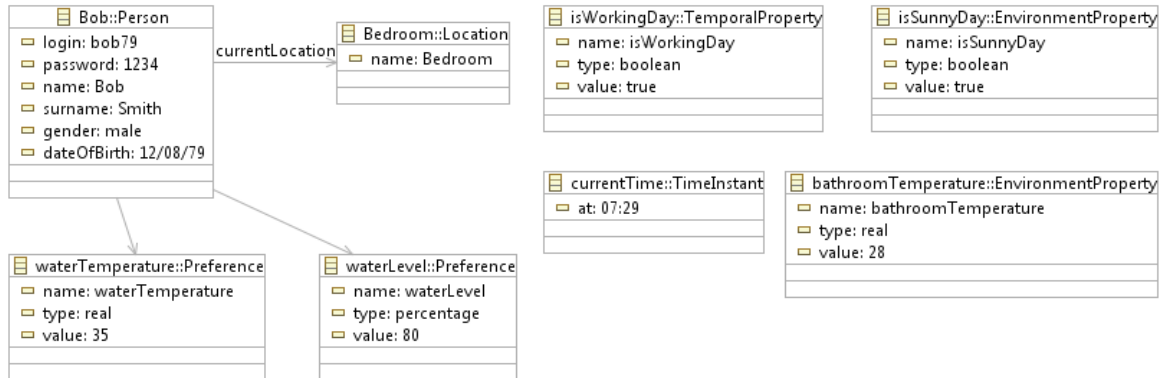 Bob::Person
login: bob79
password: 1234
name: Bob
surname: Smith
gender: male
dateOfBirth: 12/08/79
currentLocation
Bedroom::Location
name: Bedroom
isWorkingDay::TemporalProperty
name: isWorkingDay
type: boolean
value: true
isSunnyDay::EnvironmentProperty
name: isSunnyDay
type: boolean
value: true
currentTime::TimeInstant
at: 07:29
bathroomTemperature::EnvironmentProperty
name: bathroomTemperature
type: real
value: 28
waterTemperature::Preference
name: waterTemperature
type: real
value: 35
waterLevel::Preference
name: waterLevel
type: percentage
value: 80